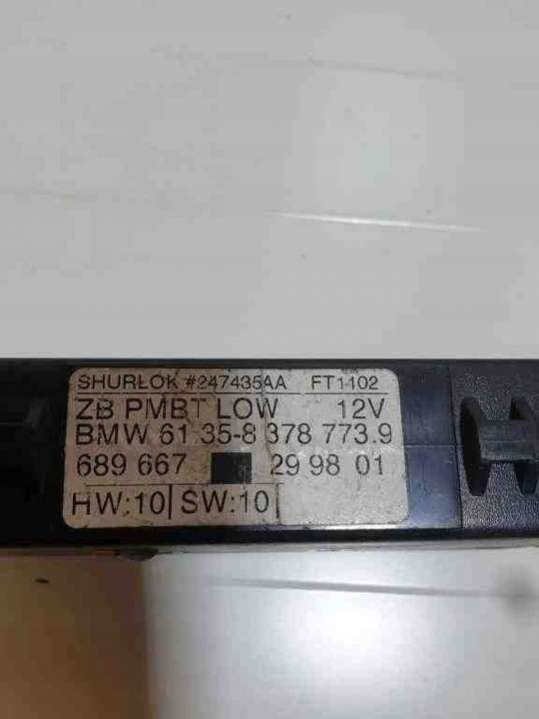 SHURLOK #247435AA FT1102
ZB PMBT LOW 12V
BMW 61.35-8 378 773.9
689 667 29 98 01
HW:10 SW:10